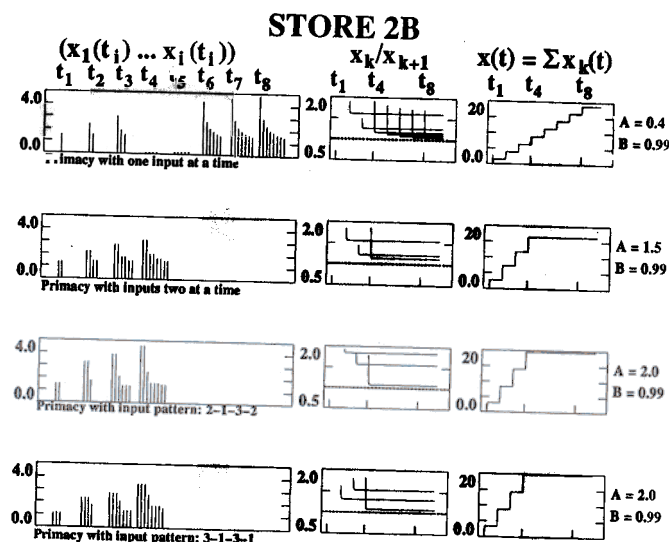 STORE 2B
(x1(ti) ... xi(ti))
xk/xk+1
x(t) = Σxk(t)
t1 t2 t3 t4 t6 t7 t8
t1 t4 t8
t1 t4 t8
4.0
0.0
2.0
0.5
20
0.0
A = 0.4
B = 0.99
with one input at a time
4.0
0.0
2.0
0.5
20
0.0
A = 1.5
B = 0.99
Primacy with inputs two at a time
4.0
0.0
2.0
0.5
20
0.0
A = 2.0
B = 0.99
Primacy with input pattern: 2-1-3-2
4.0
0.0
2.0
0.5
20
0.0
A = 2.0
B = 0.99
Primacy with input pattern: 3-1-3-1